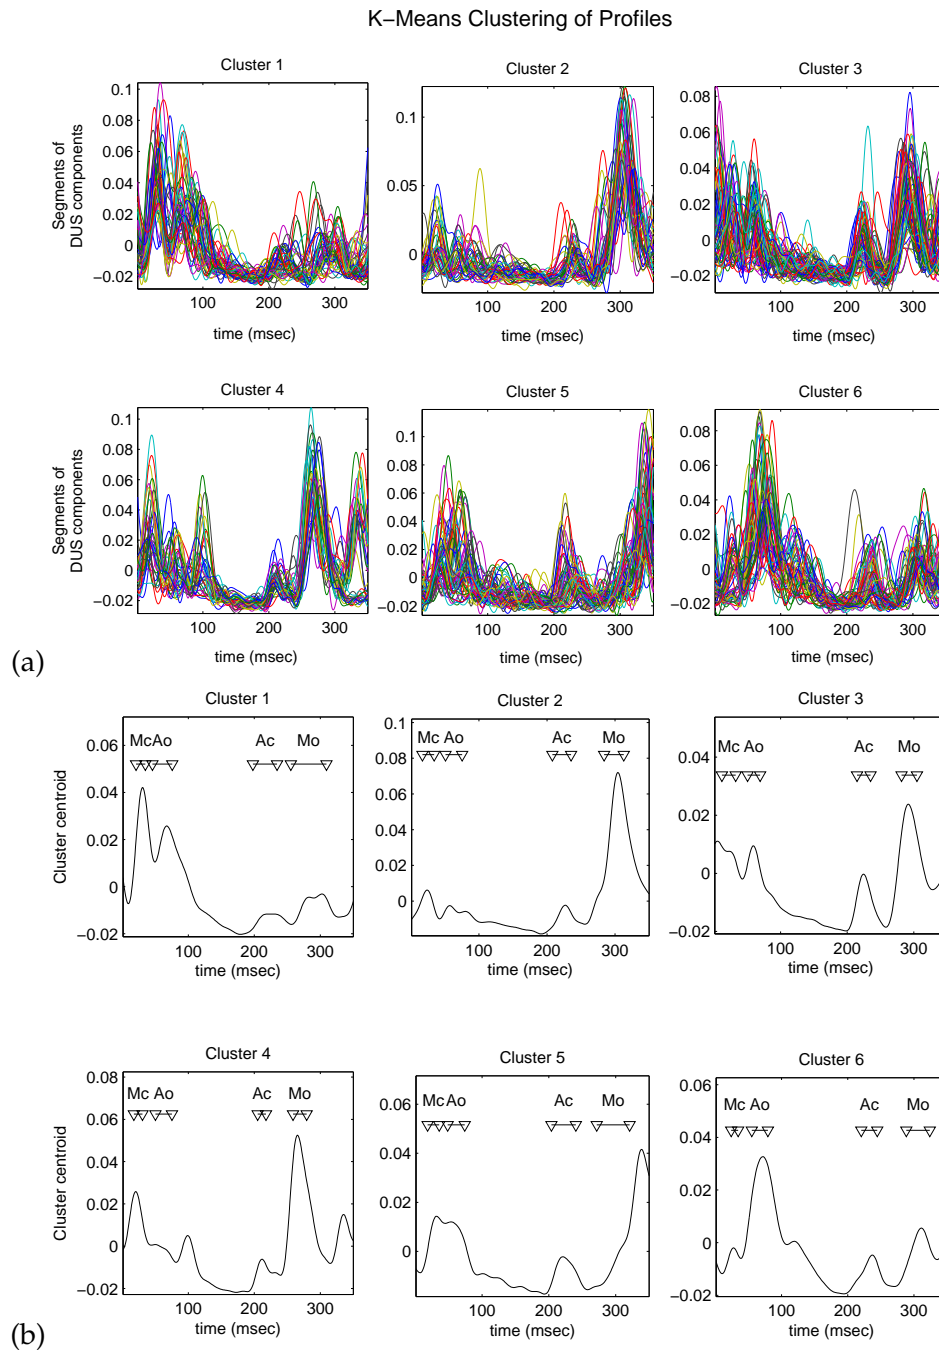 K−Means Clustering of Profiles
Cluster 1
Cluster 2
Cluster 3
Segments of
DUS components
0.1
0.08
0.06
0.04
0.02
0
−0.02
100
200
300
time (msec)
0.1
0.05
0
100
200
300
time (msec)
0.08
0.06
0.04
0.02
0
−0.02
100
200
300
time (msec)
Cluster 4
Cluster 5
Cluster 6
Segments of
DUS components
0.1
0.08
0.06
0.04
0.02
0
−0.02
100
200
300
time (msec)
0.1
0.08
0.06
0.04
0.02
0
−0.02
100
200
300
time (msec)
0.08
0.06
0.04
0.02
0
−0.02
100
200
300
time (msec)
(a)
Cluster 1
Cluster 2
Cluster 3
Cluster centroid
0.06
0.04
0.02
0
−0.02
Mc Ao Ac Mo
100
200
300
time (msec)
0.1
0.08
0.06
0.04
0.02
0
Mc Ao Ac Mo
100
200
300
time (msec)
0.04
0.02
0
−0.02
Mc Ao Ac Mo
100
200
300
time (msec)
Cluster 4
Cluster 5
Cluster 6
Cluster centroid
0.08
0.06
0.04
0.02
0
−0.02
Mc Ao Ac Mo
100
200
300
time (msec)
0.06
0.04
0.02
0
Mc Ao Ac Mo
100
200
300
time (msec)
0.06
0.04
0.02
0
−0.02
Mc Ao Ac Mo
100
200
300
time (msec)
(b)